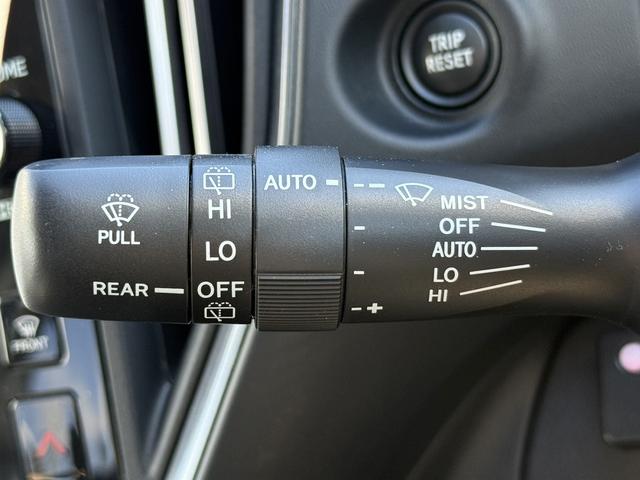 TRIP
RESET
PULL
REAR
HI
LO
OFF
AUTO
−
+
MIST
OFF
AUTO
LO
HI
FRONT